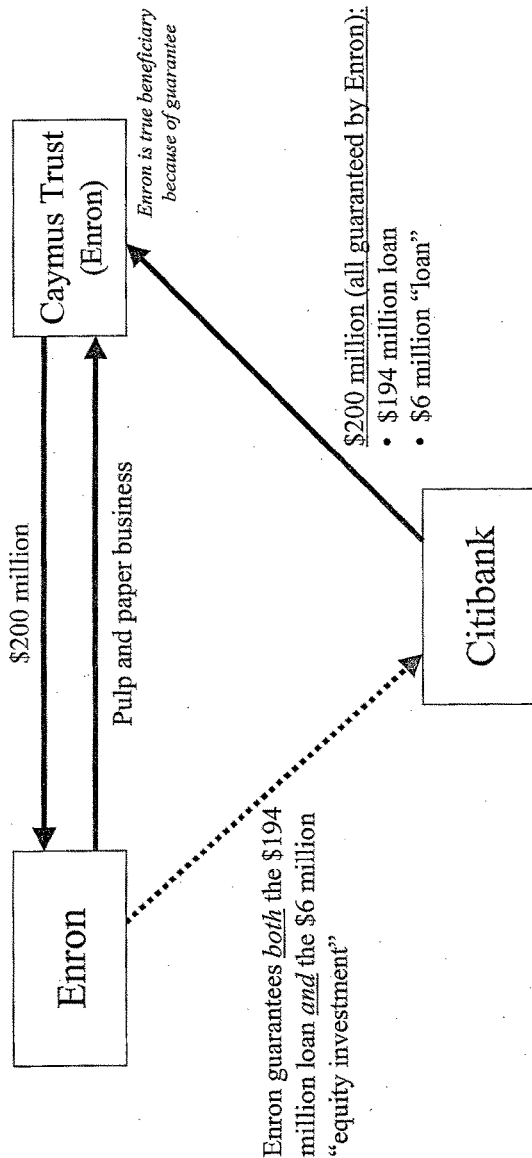 $200 million
Enron
Pulp and paper business
Caymus Trust
(Enron)
Enron is true beneficiary
because of guarantee
Enron guarantees both the $194
million loan and the $6 million
“equity investment”
$200 million (all guaranteed by Enron):
• $194 million loan
• $6 million “loan”
Citibank